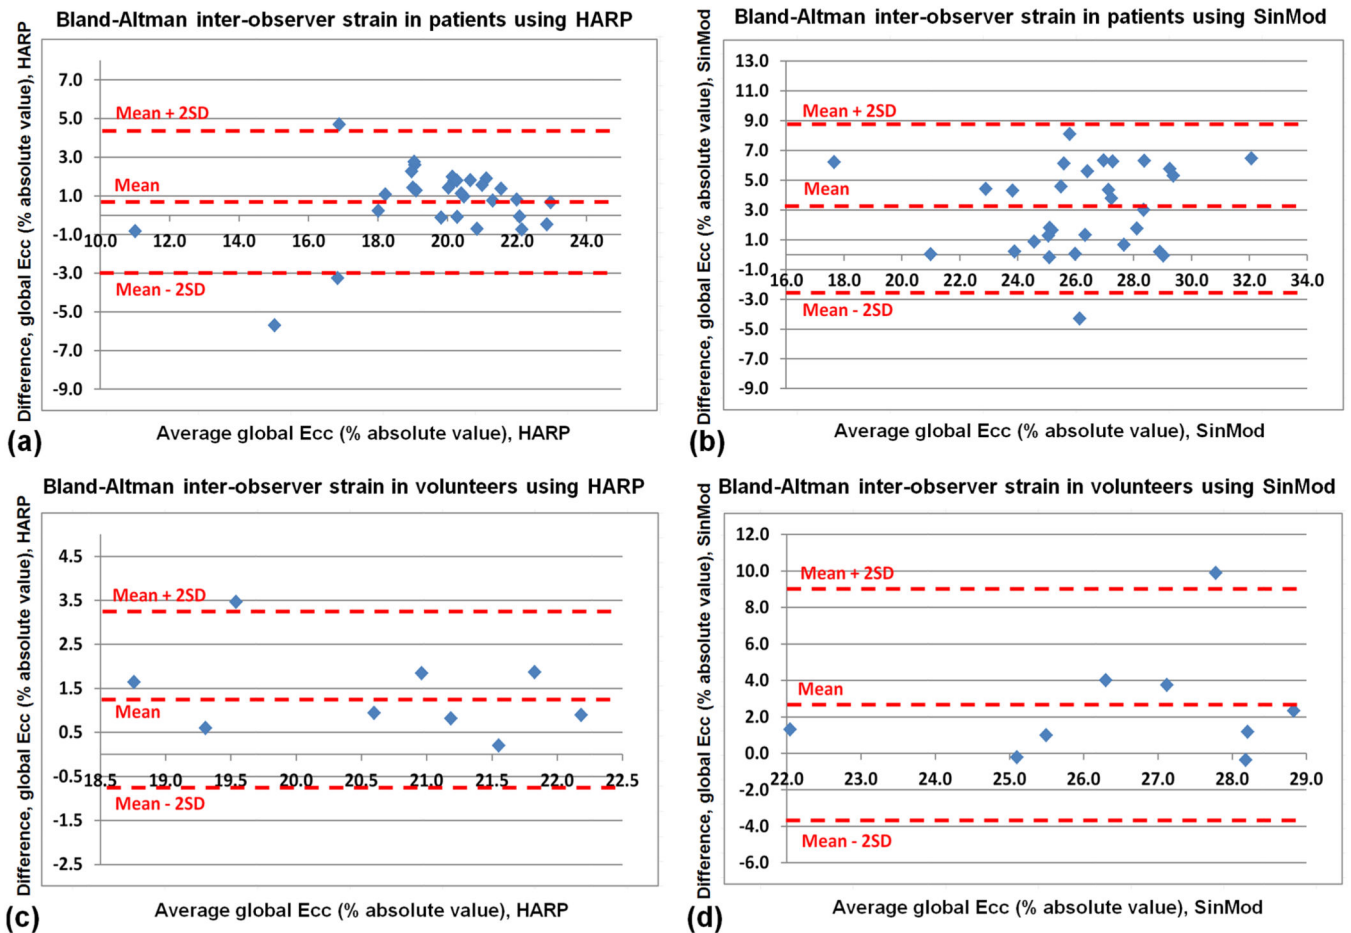 Bland-Altman inter-observer strain in patients using HARP
Difference, global Ecc (% absolute value), HARP
7.0
5.0
3.0
1.0
-1.0
-3.0
-5.0
-7.0
-9.0
Mean + 2SD
Mean
Mean - 2SD
10.0 12.0 14.0 16.0 18.0 20.0 22.0 24.0
Average global Ecc (% absolute value), HARP
(a)
Bland-Altman inter-observer strain in patients using SinMod
Difference, global Ecc (% absolute value), SinMod
13.0
11.0
9.0
7.0
5.0
3.0
1.0
-1.0
-3.0
-5.0
-7.0
-9.0
Mean + 2SD
Mean
Mean - 2SD
16.0 18.0 20.0 22.0 24.0 26.0 28.0 30.0 32.0 34.0
Average global Ecc (% absolute value), SinMod
(b)
Bland-Altman inter-observer strain in volunteers using HARP
Difference, global Ecc (% absolute value), HARP
4.5
3.5
2.5
1.5
0.5
-0.5
-1.5
-2.5
Mean + 2SD
Mean
Mean - 2SD
18.5 19.0 19.5 20.0 20.5 21.0 21.5 22.0 22.5
Average global Ecc (% absolute value), HARP
(c)
Bland-Altman inter-observer strain in volunteers using SinMod
Difference, global Ecc (% absolute value), SinMod
12.0
10.0
8.0
6.0
4.0
2.0
0.0
-2.0
-4.0
-6.0
Mean + 2SD
Mean
Mean - 2SD
22.0 23.0 24.0 25.0 26.0 27.0 28.0 29.0
Average global Ecc (% absolute value), SinMod
(d)